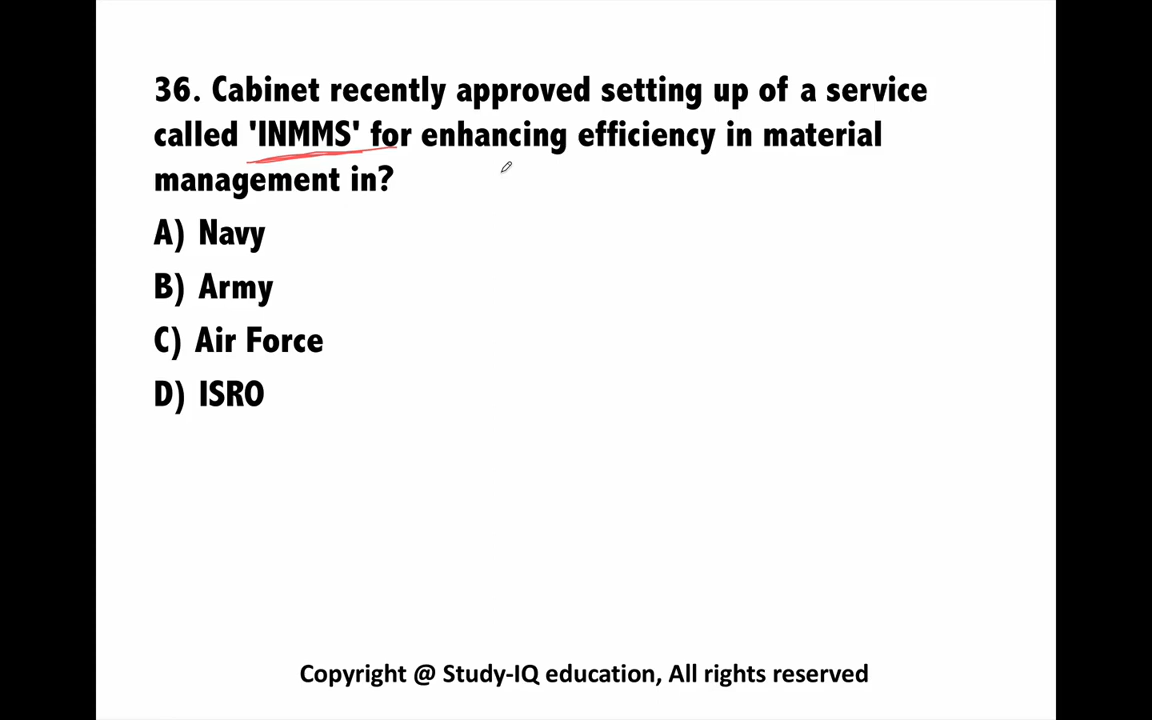 36. Cabinet recently approved setting up of a service
called 'INMMS' for enhancing efficiency in material
management in?
A) Navy
B) Army
C) Air Force
D) ISRO
Copyright @ Study-IQ education, All rights reserved